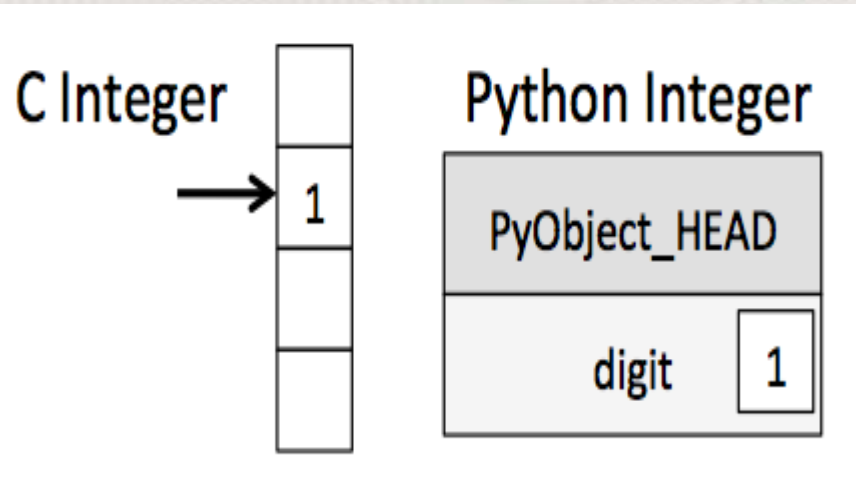 C Integer
1
Python Integer
PyObject_HEAD
digit 1